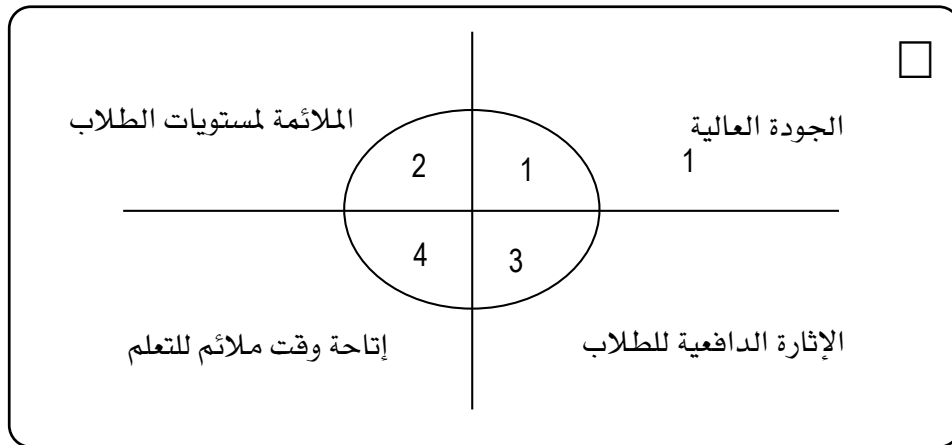 الجودة العالية
1
الملائمة لمستويات الطلاب
1
2
3
4
الإثارة الدافعية للطلاب
إتاحة وقت ملائم للتعلم